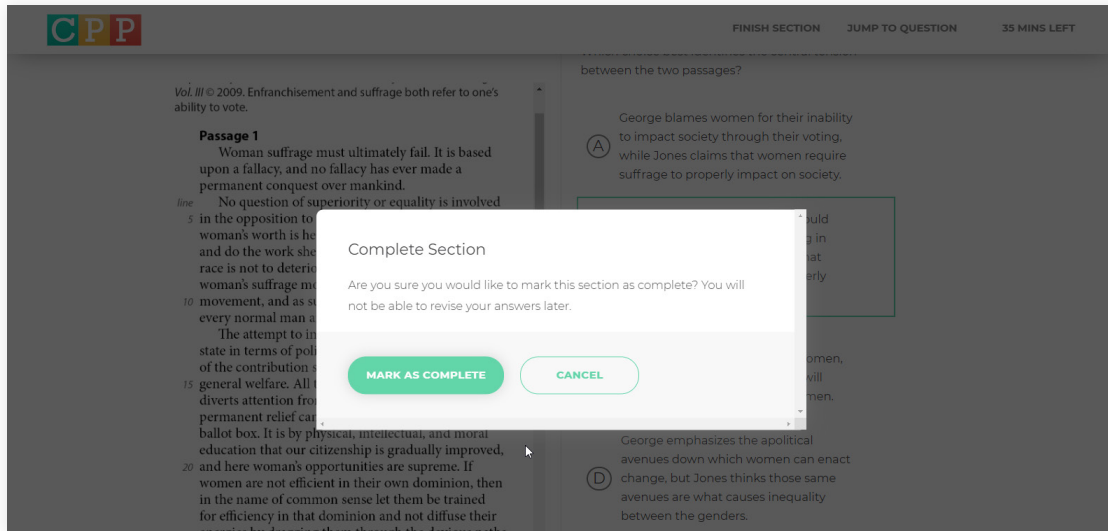 CPP
FINISH SECTION JUMP TO QUESTION 35 MINS LEFT
Vol. III © 2009. Enfranchisement and suffrage both refer to one's
ability to vote.
Passage 1
Woman suffrage must ultimately fail. It is based
upon a fallacy, and no fallacy has ever made a
permanent conquest over mankind.
line No question of superiority or equality is involved
5 in the opposition to
woman's worth is he
and do the work she
race is not to deterio
woman's suffrage mo
10 movement, and as su
every normal man a
The attempt to in
state in terms of poli
of the contribution s
15 general welfare. All t
diverts attention fro
permanent relief can
ballot box. It is by physical, intellectual, and moral
education that our citizenship is gradually improved,
20 and here woman's opportunities are supreme. If
women are not efficient in their own dominion, then
in the name of common sense let them be trained
for efficiency in that dominion and not diffuse their
between the two passages?
A
George blames women for their inability
to impact society through their voting,
while Jones claims that women require
suffrage to properly impact on society.
ould
g in
hat
erly
omen,
will
men.
D
George emphasizes the apolitical
avenues down which women can enact
change, but Jones thinks those same
avenues are what causes inequality
between the genders.
Complete Section
Are you sure you would like to mark this section as complete? You will
not be able to revise your answers later.
MARK AS COMPLETE CANCEL